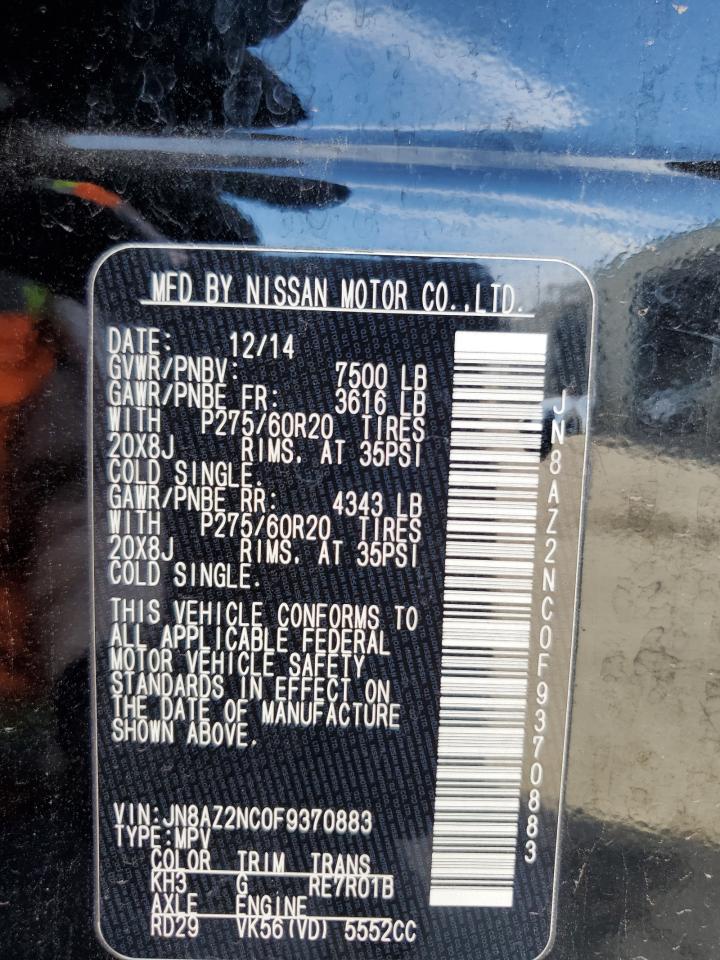 MFD BY NISSAN MOTOR CO.,LTD.
DATE: 12/14
GVWR/PNBV: 7500 LB
GAWR/PNBE FR: 3616 LB
WITH P275/60R20 TIRES
20X8J RIMS. AT 35PSI
COLD SINGLE.
GAWR/PNBE RR: 4343 LB
WITH P275/60R20 TIRES
20X8J RIMS. AT 35PSI
COLD SINGLE.
THIS VEHICLE CONFORMS TO
ALL APPLICABLE FEDERAL
MOTOR VEHICLE SAFETY
STANDARDS IN EFFECT ON
THE DATE OF MANUFACTURE
SHOWN ABOVE.
VIN:JN8AZ2NC0F9370883
TYPE:MPV
COLOR TRIM TRANS
KH3 G RE7R01B
AXLE ENGINE
RD29 VK56(VD) 5552CC
JN8AZ2NC0F9370883